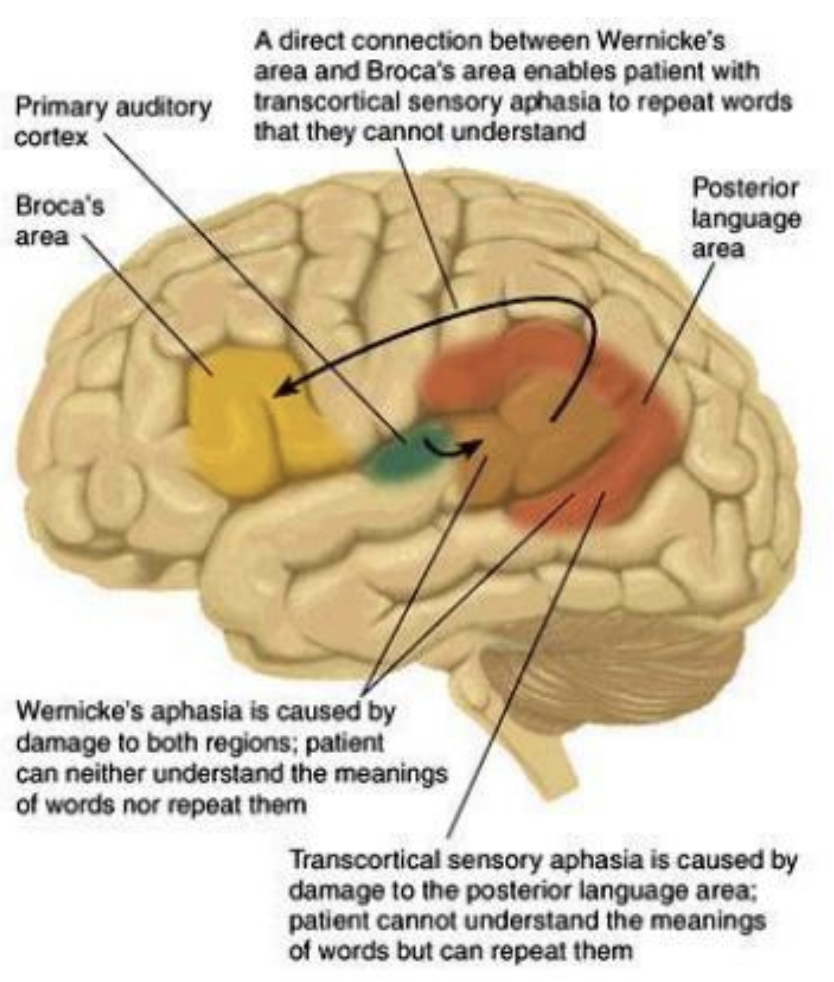 A direct connection between Wernicke's
area and Broca's area enables patient with
transcortical sensory aphasia to repeat words
that they cannot understand
Primary auditory
cortex
Broca's
area
Posterior
language
area
Wernicke's aphasia is caused by
damage to both regions; patient
can neither understand the meanings
of words nor repeat them
Transcortical sensory aphasia is caused by
damage to the posterior language area;
patient cannot understand the meanings
of words but can repeat them